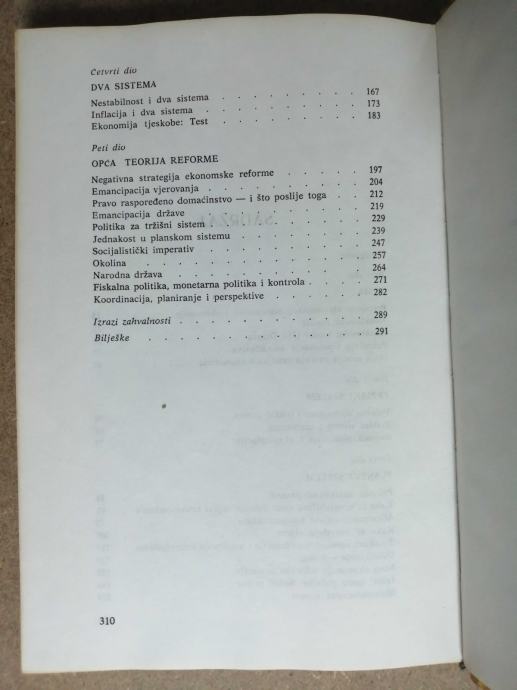 Četvrti dio
DVA SISTEMA
Nestabilnost i dva sistema . . . . . . . . . 167
Inflacija i dva sistema . . . . . . . . . . 173
Ekonomija tjeskobe: Test . . . . . . . . . 183
Peti dio
OPĆA TEORIJA REFORME
Negativna strategija ekonomske reforme . . . . . 197
Emancipacija vjerovanja . . . . . . . . . . 204
Pravo raspoređeno domaćinstvo — i što poslije toga . . 212
Emancipacija države . . . . . . . . . . 219
Politika za tržišni sistem . . . . . . . . . 229
Jednakost u planskom sistemu . . . . . . . . 239
Socijalistički imperativ . . . . . . . . . . 247
Okolina . . . . . . . . . . . . . 257
Narodna država . . . . . . . . . . . 264
Fiskalna politika, monetarna politika i kontrola . . . . 271
Koordinacija, planiranje i perspektive . . . . . . 282
Izrazi zahvalnosti . . . . . . . . . . . 289
Bilješke . . . . . . . . . . . . 291
310